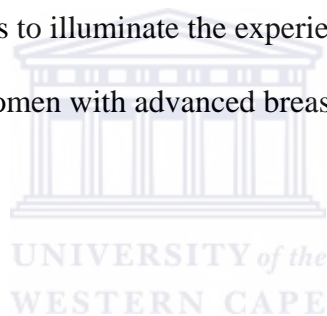 s to illuminate the experie
omen with advanced breas
UNIVERSITY of the
WESTERN CAPE